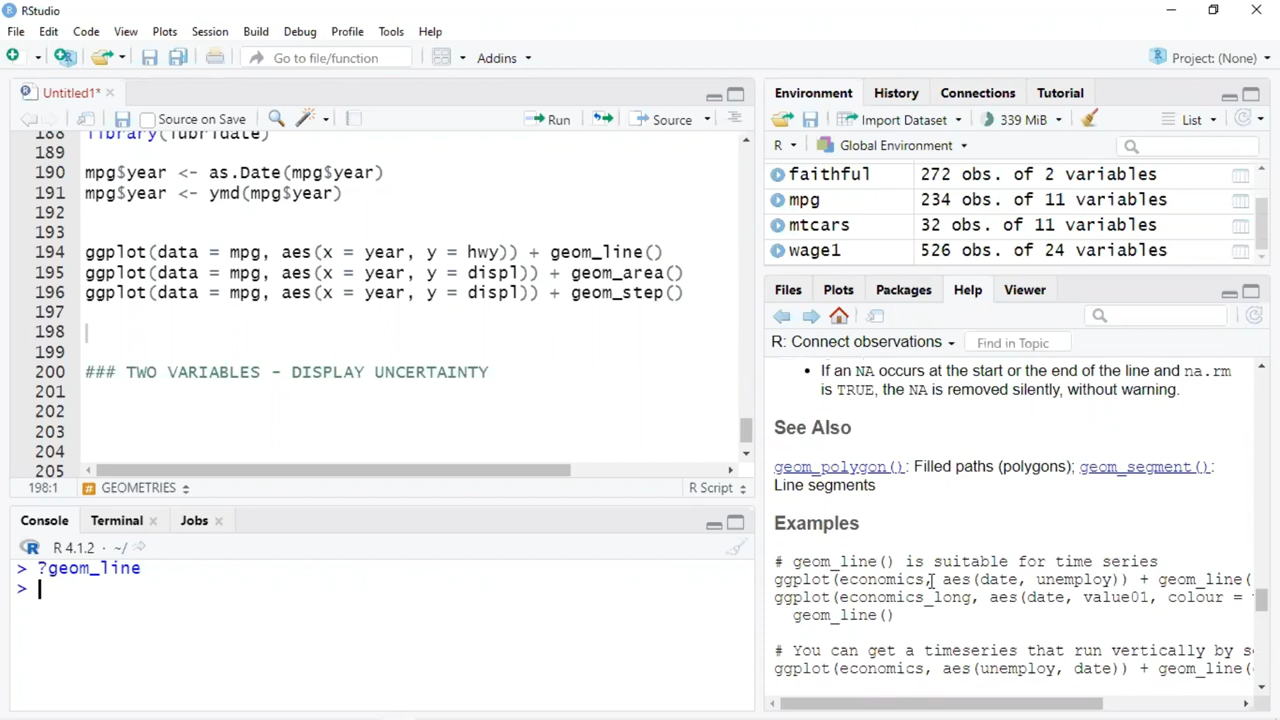 RStudio
File Edit Code View Plots Session Build Debug Profile Tools Help
Go to file/function Addins Project: (None)
Untitled1*
Source on Save Run Source
188 library(lubridate)
189
190 mpg$year <- as.Date(mpg$year)
191 mpg$year <- ymd(mpg$year)
192
193
194 ggplot(data = mpg, aes(x = year, y = hwy)) + geom_line()
195 ggplot(data = mpg, aes(x = year, y = displ)) + geom_area()
196 ggplot(data = mpg, aes(x = year, y = displ)) + geom_step()
197
198
199
200 ### TWO VARIABLES - DISPLAY UNCERTAINTY
201
202
203
204
205
198:1 # GEOMETRIES R Script
Console Terminal Jobs
R R 4.1.2 · ~/
> ?geom_line
>
Environment History Connections Tutorial
Import Dataset 339 MiB List
R Global Environment
faithful 272 obs. of 2 variables
mpg 234 obs. of 11 variables
mtcars 32 obs. of 11 variables
wage1 526 obs. of 24 variables
Files Plots Packages Help Viewer
R: Connect observations Find in Topic
• If an NA occurs at the start or the end of the line and na.rm
is TRUE, the NA is removed silently, without warning.
See Also
geom_polygon(): Filled paths (polygons); geom_segment():
Line segments
Examples
# geom_line() is suitable for time series
ggplot(economics, aes(date, unemploy)) + geom_line(
ggplot(economics_long, aes(date, value01, colour =
geom_line()
# You can get a timeseries that run vertically by s
ggplot(economics, aes(unemploy, date)) + geom_line(